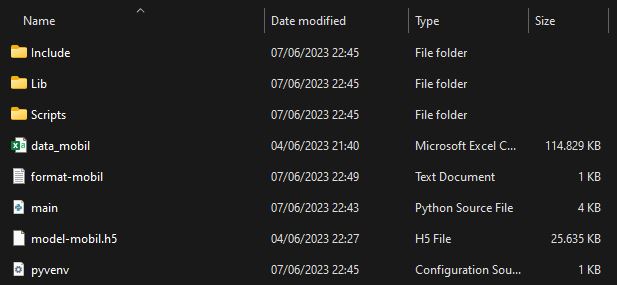 Name Date modified Type Size
Include 07/06/2023 22:45 File folder
Lib 07/06/2023 22:45 File folder
Scripts 07/06/2023 22:45 File folder
data_mobil 04/06/2023 21:40 Microsoft Excel C... 114.829 KB
format-mobil 07/06/2023 22:49 Text Document 1 KB
main 07/06/2023 22:43 Python Source File 4 KB
model-mobil.h5 04/06/2023 22:27 H5 File 25.635 KB
pyvenv 07/06/2023 22:45 Configuration Sou... 1 KB